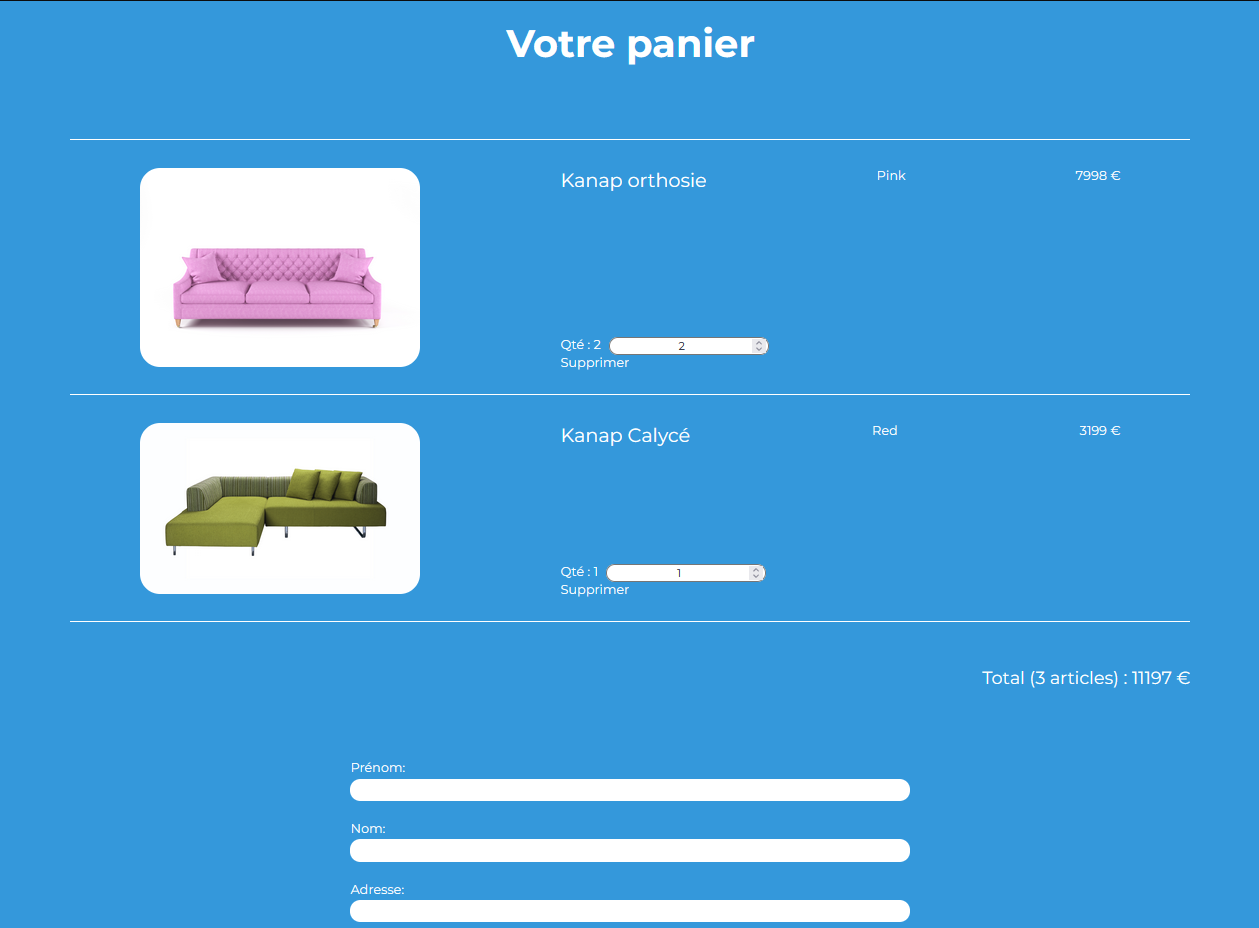 Votre panier
Kanap orthosie Pink 7998 €
Qté : 2 2
Supprimer
Kanap Calycé Red 3199 €
Qté : 1 1
Supprimer
Total (3 articles) : 11197 €
Prénom:
Nom:
Adresse: